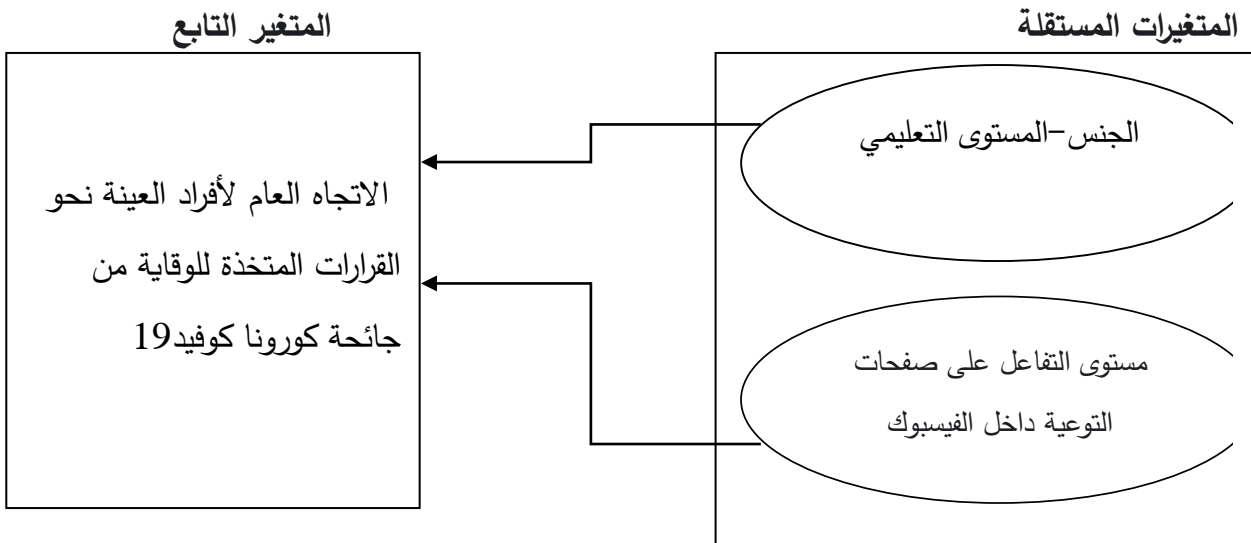 المتغيرات المستقلة
الجنس-المستوى التعليمي
مستوى التفاعل على صفحات
التوعية داخل الفيسبوك
المتغير التابع
الاتجاه العام لأفراد العينة نحو
القرارات المتخذة للوقاية من
جائحة كورونا كوفيد19